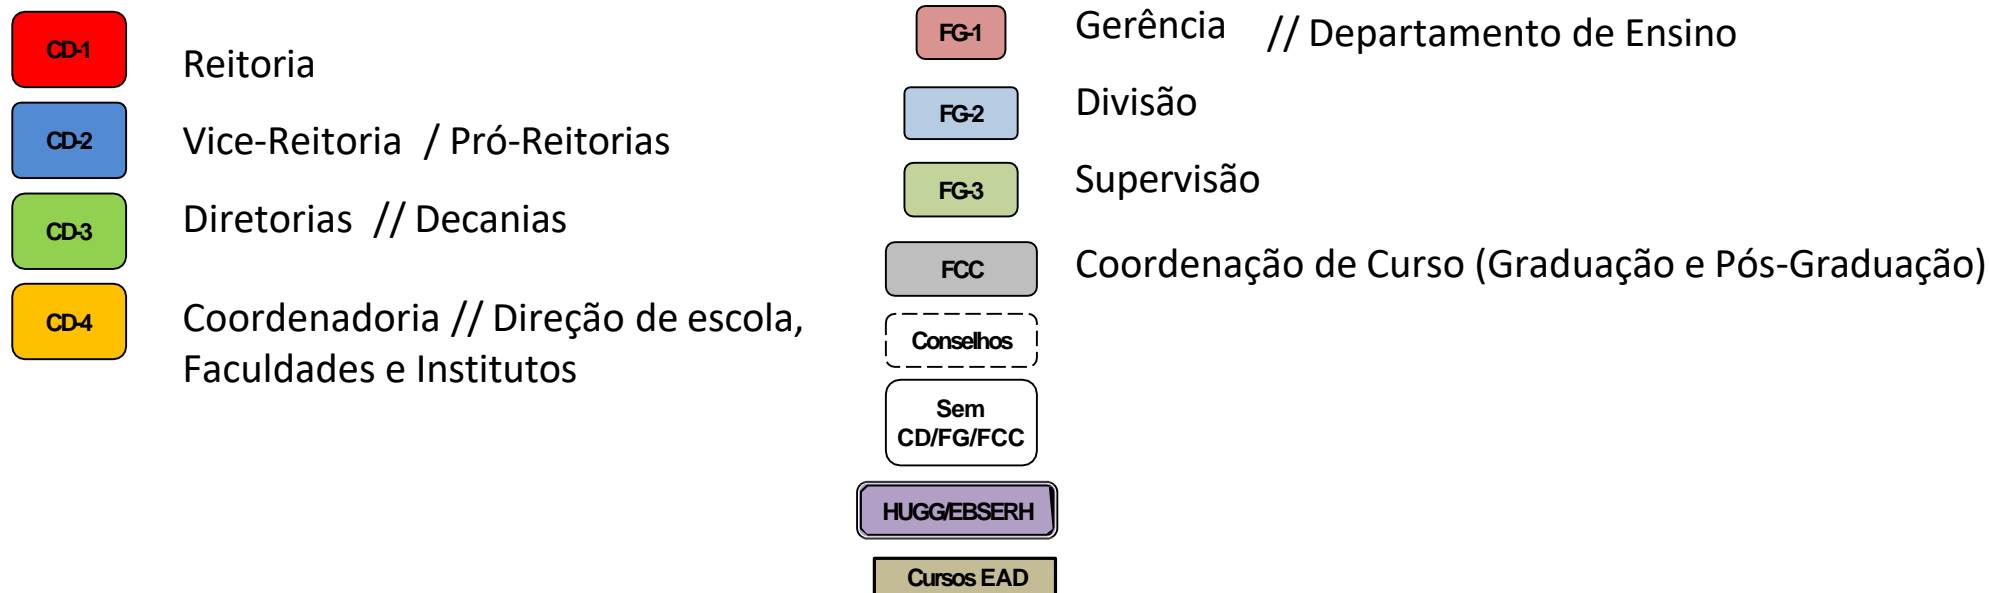 CD-1
Reitoria
CD-2
Vice-Reitoria / Pró-Reitorias
CD-3
Diretorias // Decanias
CD-4
Coordenadoria // Direção de escola,
Faculdades e Institutos
FG-1
Gerência // Departamento de Ensino
FG-2
Divisão
FG-3
Supervisão
FCC
Coordenação de Curso (Graduação e Pós-Graduação)
Conselhos
Sem
CD/FG/FCC
HUGG/EBSERH
Cursos EAD